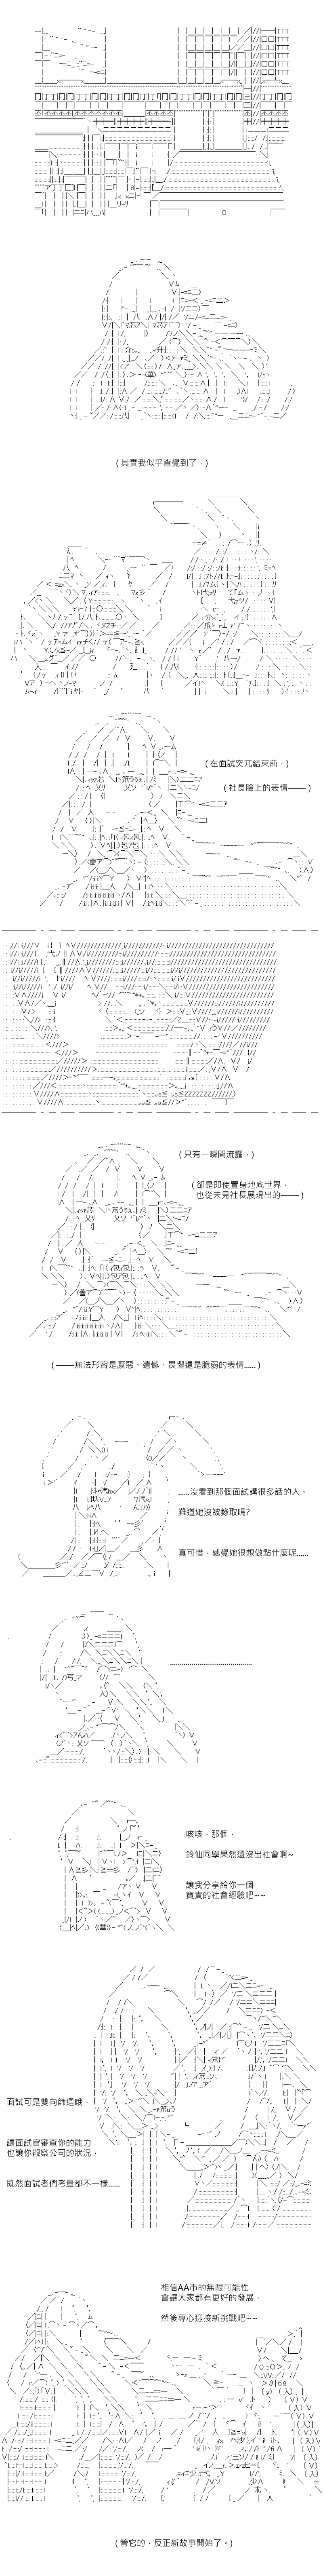 (其實我似乎查覺到了．)
(在面試突兀結束前．)
(社長臉上的表情——)
(只有一瞬間流露，)
(卻是即使置身地底世界．
也從未見社長展現出的——)
(——無法形容是厭惡、遺憾、畏懼還是脆弱的表情......)
......沒看到那個面試講很多話的人。
難道她沒被錄取嗎?
真可惜，感覺她很想做點什麼呢......
咳咳．那個．
鈴仙同學果然還沒出社會啊~
讓我分享給你一個
寶貴的社會經驗吧~~
面試可是雙向篩選哦．
讓面試官審查你的能力
也讓你觀察公司的狀況．
既然面試者們考量都不一樣......
相信AA市的無限可能性
會讓大家都有更好的發展．
然後專心迎接新挑戰吧~~
(管它的．反正新故事開始了。)